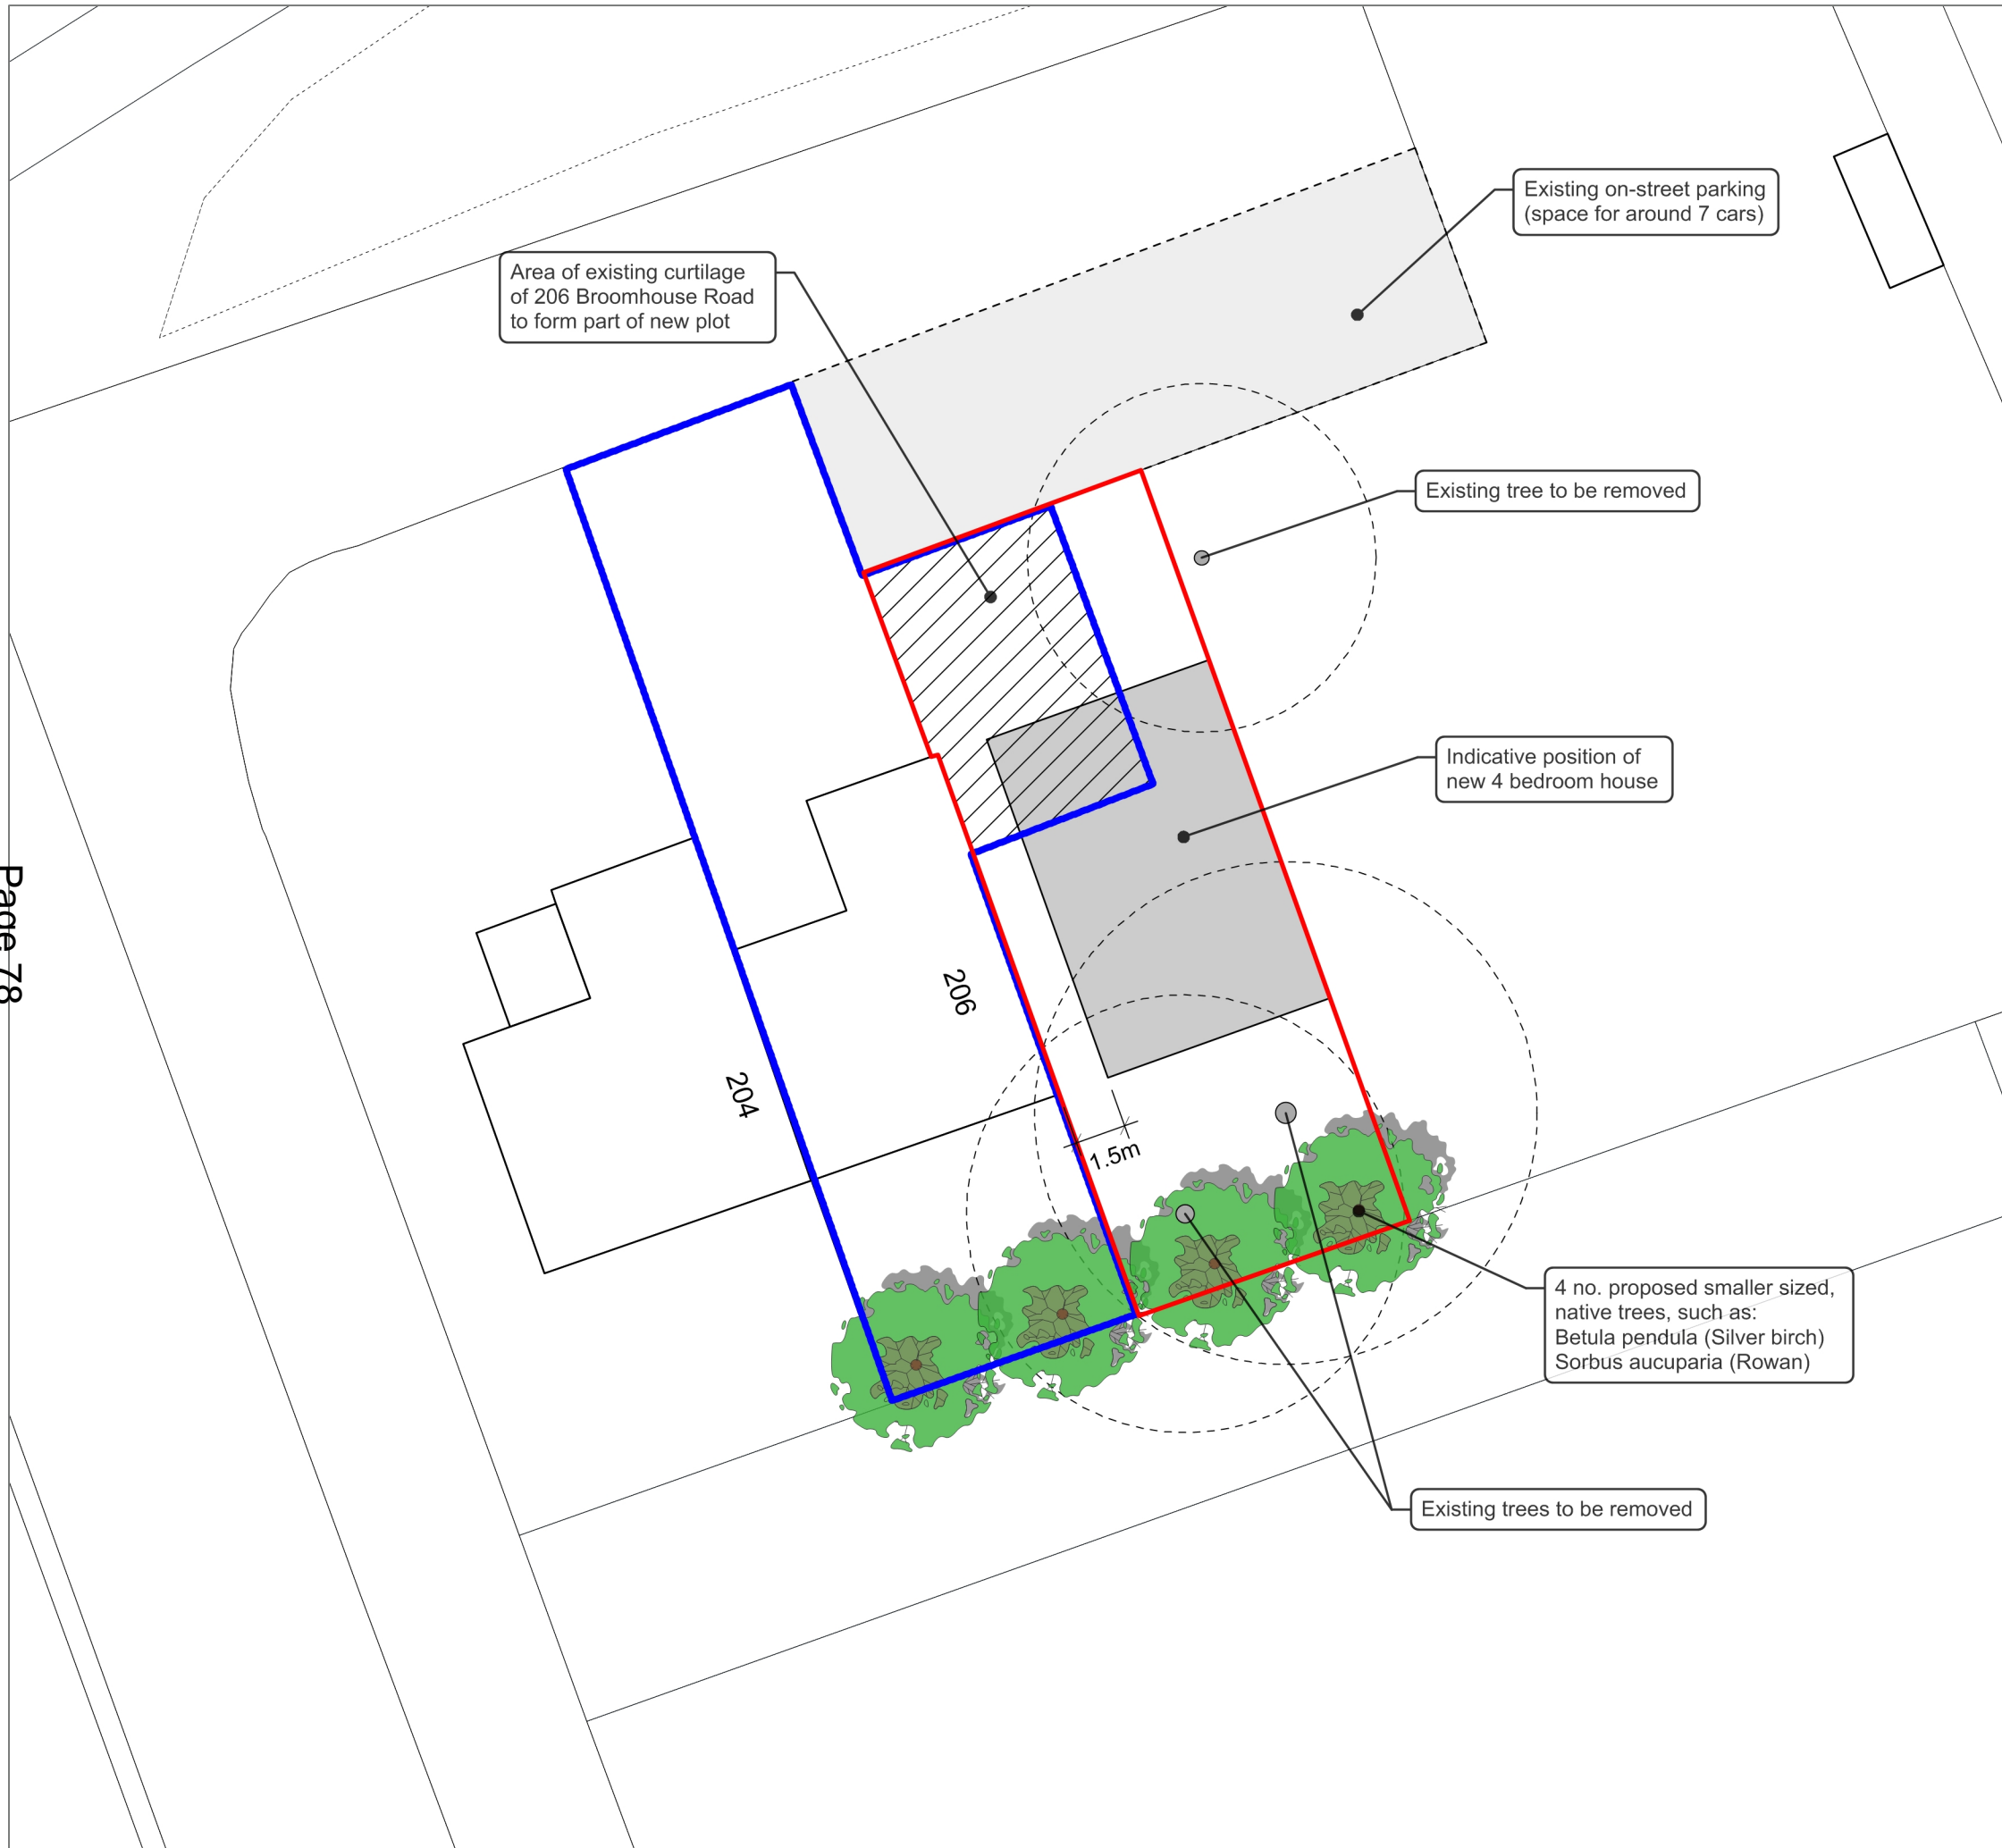 Existing on-street parking
(space for around 7 cars)
Area of existing curtilage
of 206 Broomhouse Road
to form part of new plot
Existing tree to be removed
Indicative position of
new 4 bedroom house
Page 78
206
204
1.5m
4 no. proposed smaller sized,
native trees, such as:
Betula pendula (Silver birch)
Sorbus aucuparia (Rowan)
Existing trees to be removed